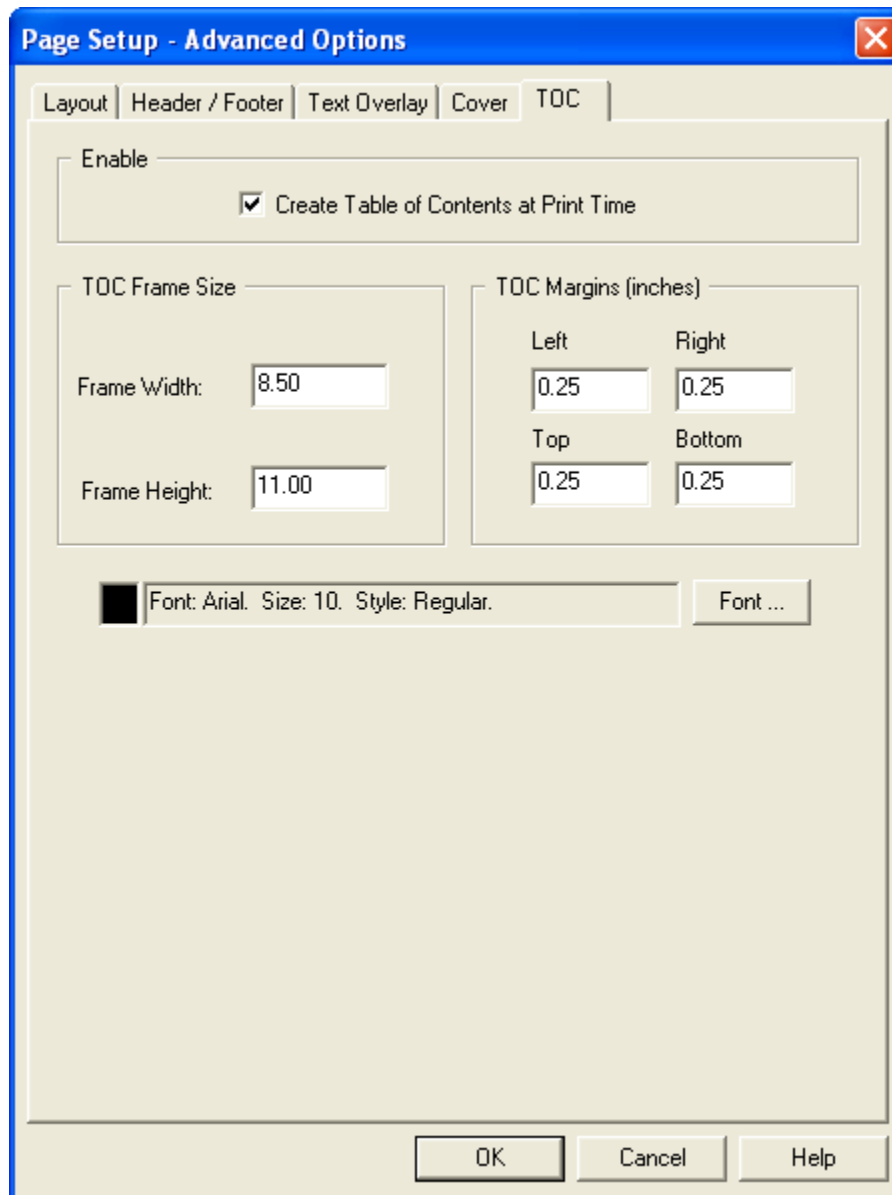 Page Setup - Advanced Options
Layout Header / Footer Text Overlay Cover TOC
Enable
Create Table of Contents at Print Time
TOC Frame Size
Frame Width: 8.50
Frame Height: 11.00
TOC Margins (inches)
Left Right
0.25 0.25
Top Bottom
0.25 0.25
Font: Arial. Size: 10. Style: Regular. Font ...
OK Cancel Help